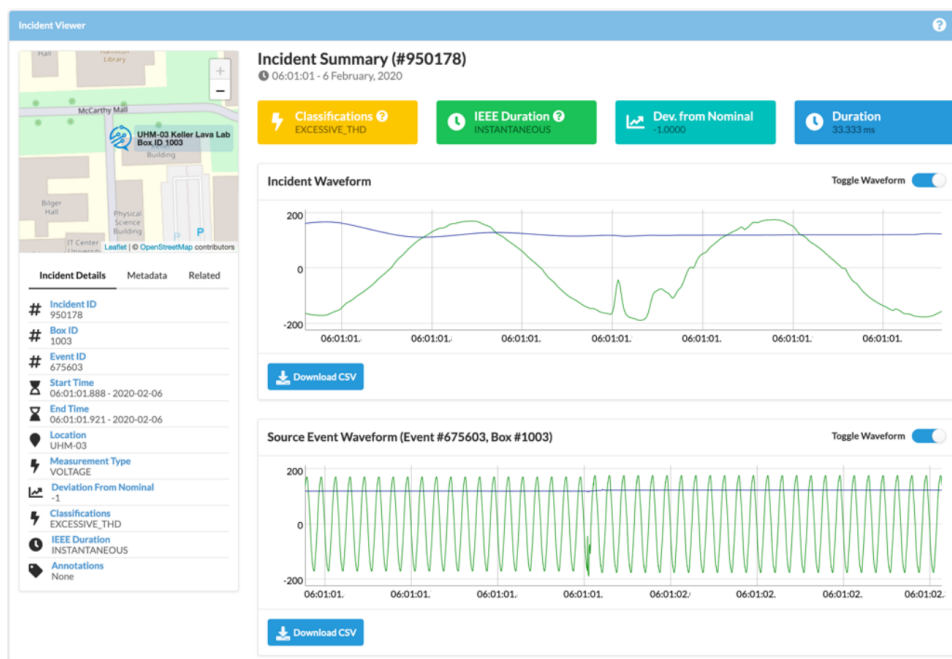 Incident Viewer
?
Hall
Library
+
−
McCarthy Mall
UHM-03 Keller Lava Lab
Box ID 1003
Building
Bilger
Hall
Physical
Science
Building
P
P
IT Center
Leaflet | © OpenStreetMap contributors
Incident Details
Metadata
Related
# Incident ID
950178
# Box ID
1003
# Event ID
675603
Start Time
06:01:01.888 - 2020-02-06
End Time
06:01:01.921 - 2020-02-06
Location
UHM-03
Measurement Type
VOLTAGE
Deviation From Nominal
-1
Classifications
EXCESSIVE_THD
IEEE Duration
INSTANTANEOUS
Annotations
None
Incident Summary (#950178)
06:01:01 - 6 February, 2020
Classifications ?
EXCESSIVE_THD
IEEE Duration ?
INSTANTANEOUS
Dev. from Nominal
-1.0000
Duration
33.333 ms
Incident Waveform
Toggle Waveform
200
0
-200
06:01:01. 06:01:01. 06:01:01. 06:01:01. 06:01:01. 06:01:01. 06:01:01.
Download CSV
Source Event Waveform (Event #675603, Box #1003)
Toggle Waveform
200
0
-200
06:01:01. 06:01:01. 06:01:01. 06:01:01. 06:01:02. 06:01:02. 06:01:02. 06:01:02.
Download CSV